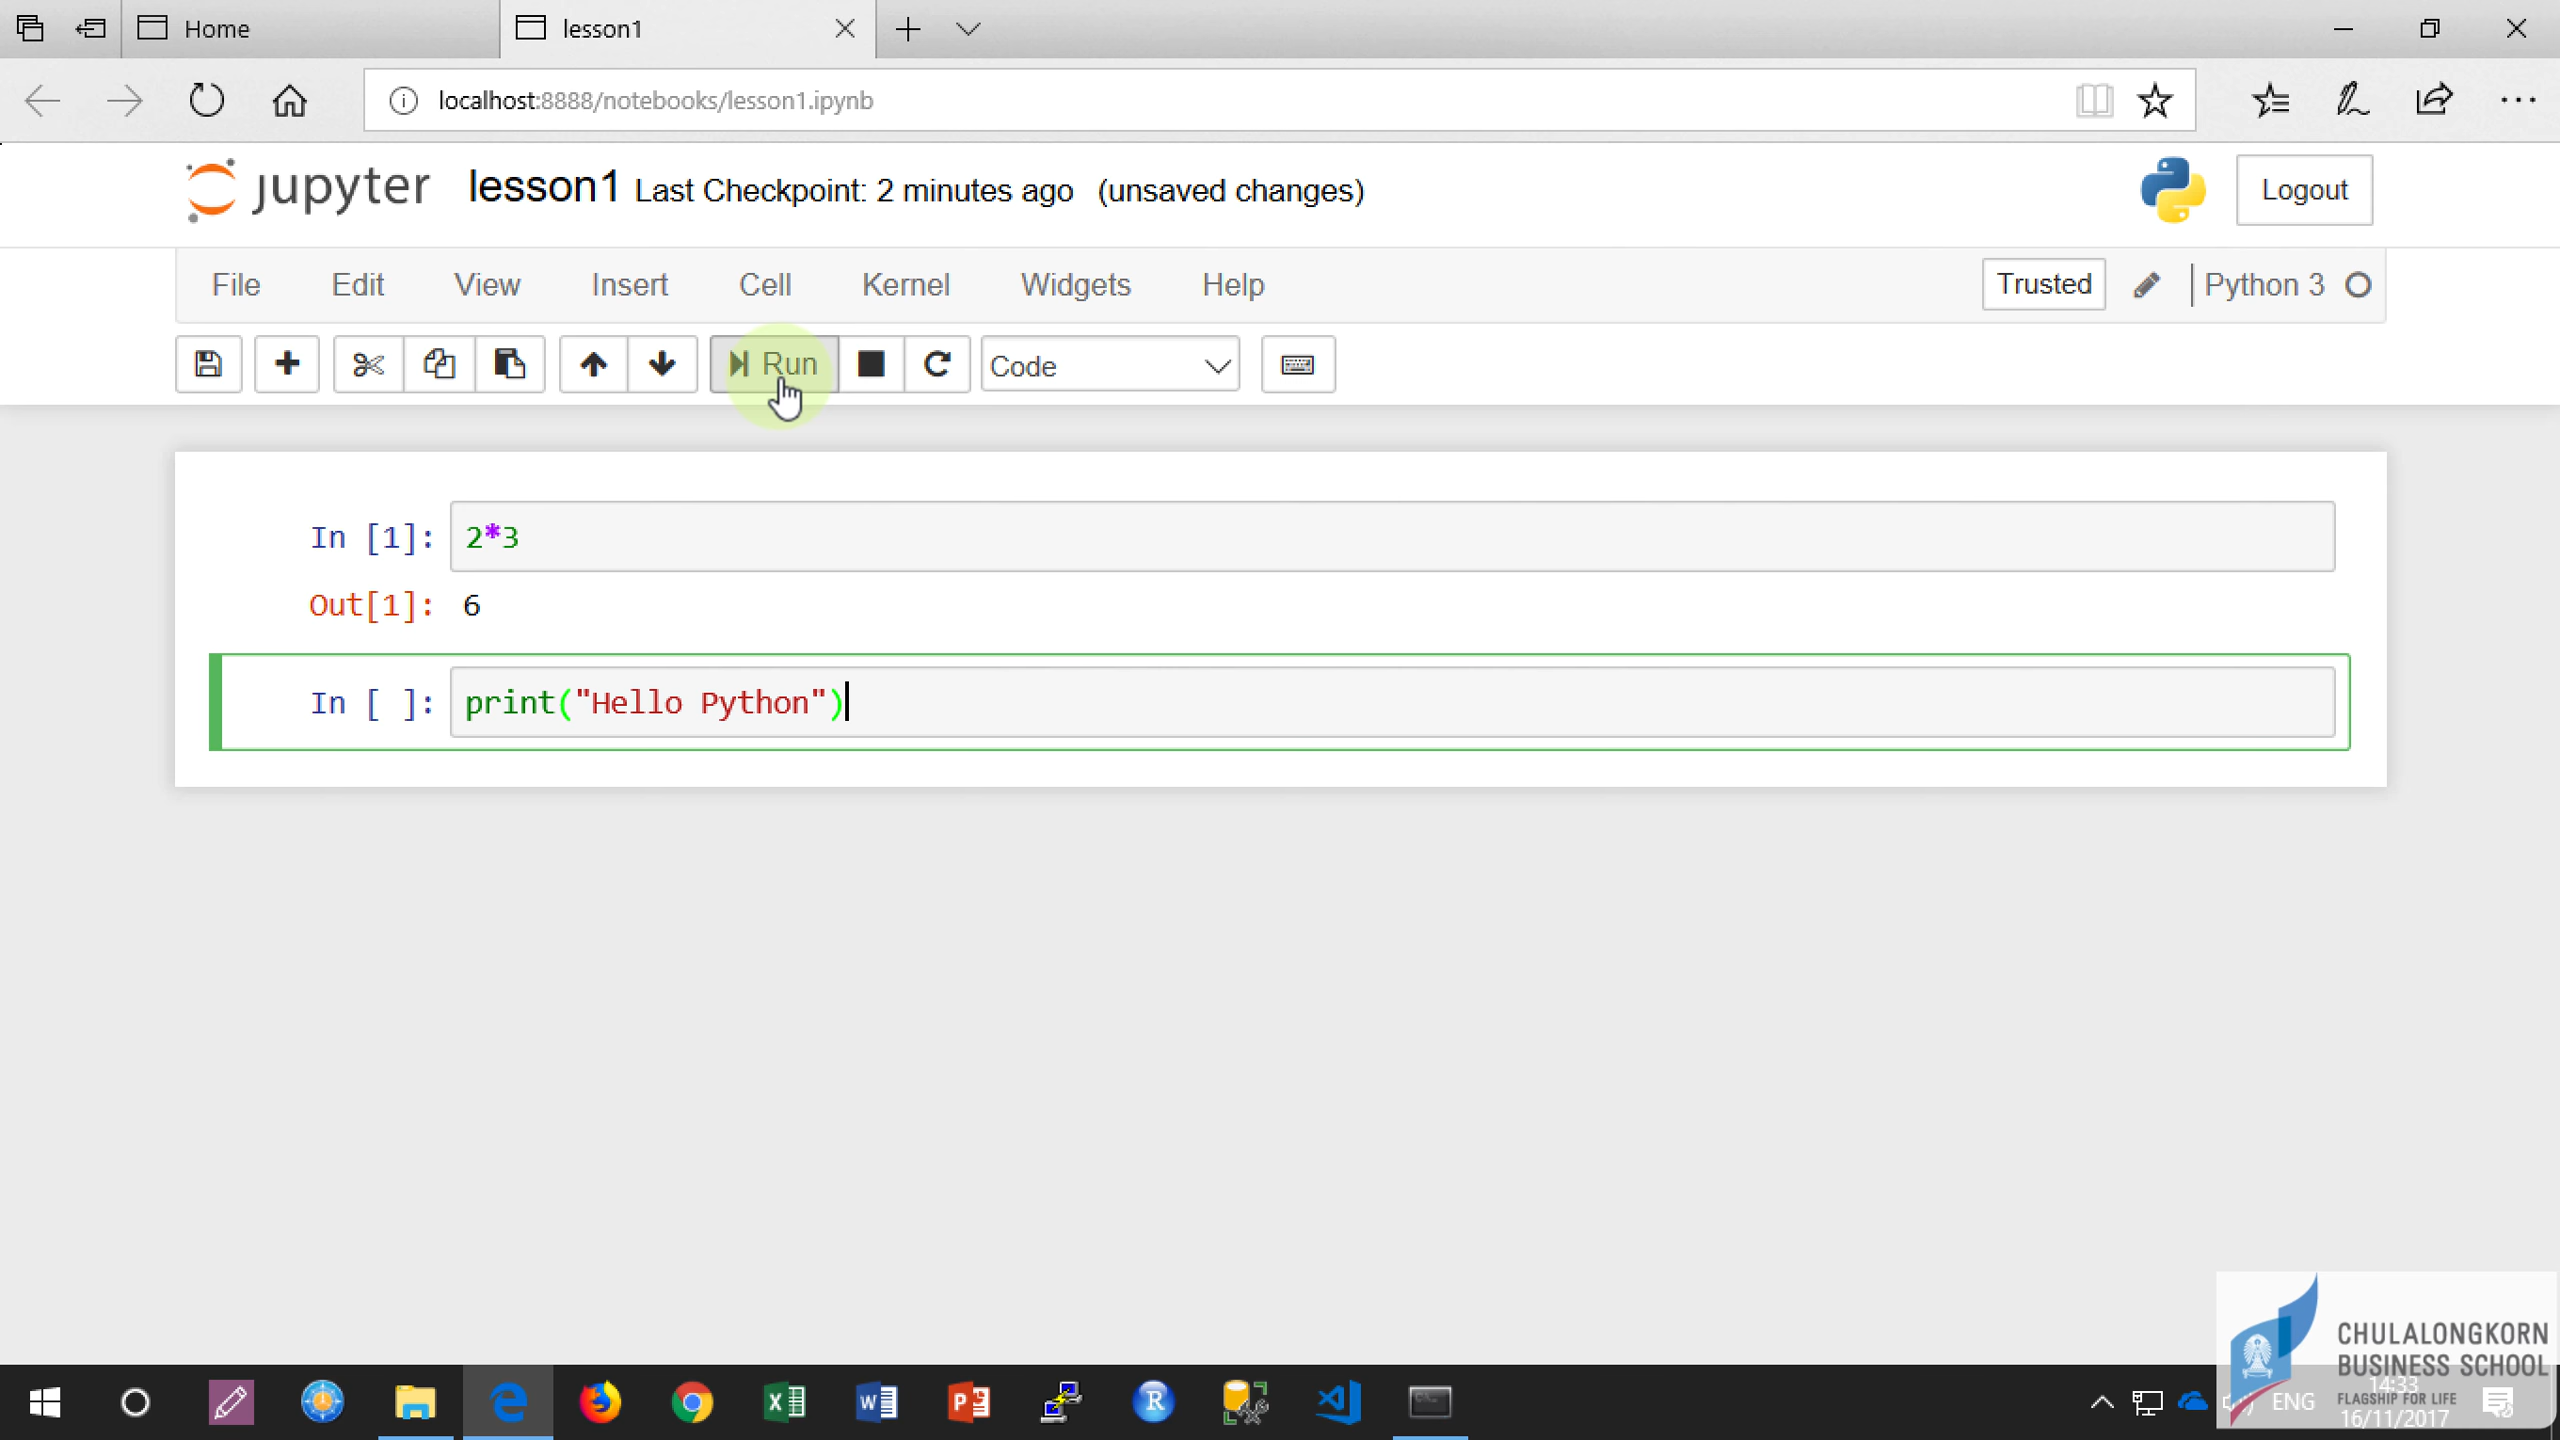 Home
lesson1
localhost:8888/notebooks/lesson1.ipynb
jupyter lesson1 Last Checkpoint: 2 minutes ago (unsaved changes)
Logout
File Edit View Insert Cell Kernel Widgets Help
Trusted
Python 3
Run
Code
In [1]: 2*3
Out[1]: 6
In [ ]: print("Hello Python")
CHULALONGKORN
BUSINESS SCHOOL
FLAGSHIP FOR LIFE
ENG
14:33
16/11/2017